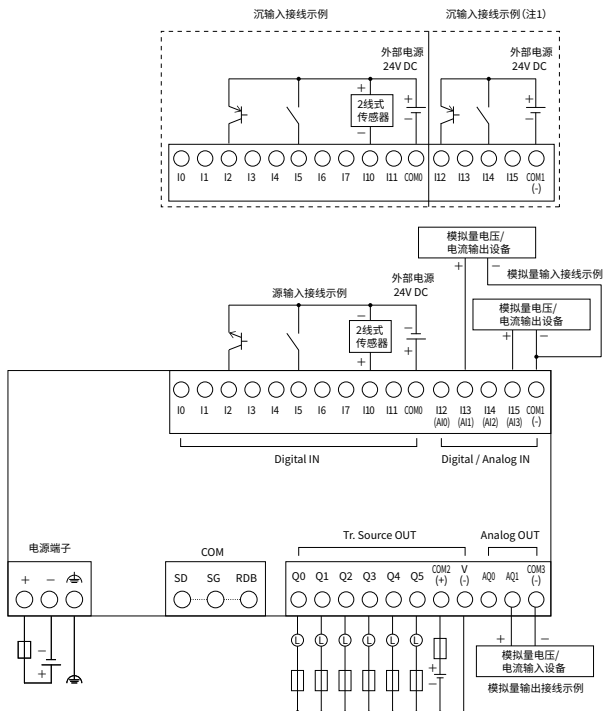 沉输入接线示例
沉输入接线示例（注1）
外部电源
24V DC
外部电源
24V DC
+
2线式
传感器
−
+
−
+
−
+
−
I0 I1 I2 I3 I4 I5 I6 I7 I10 I11 COM0 I12 I13 I14 I15 COM1
(-)
模拟量电压/
电流输出设备
+ −
模拟量输入接线示例
外部电源
24V DC
源输入接线示例
模拟量电压/
电流输出设备
+ −
−
2线式
传感器
+
−
+
I0 I1 I2 I3 I4 I5 I6 I7 I10 I11 COM0 I12 I13 I14 I15 COM1
(AI0) (AI1) (AI2) (AI3) (-)
Digital IN
Digital / Analog IN
Tr. Source OUT
Analog OUT
电源端子
COM
+ −
SD SG RDB
Q0 Q1 Q2 Q3 Q4 Q5 COM2 V AQ0 AQ1 COM3
(+) (-) (-)
L L L L L L
−
+
+
−
+ −
模拟量电压/
电流输入设备
模拟量输出接线示例